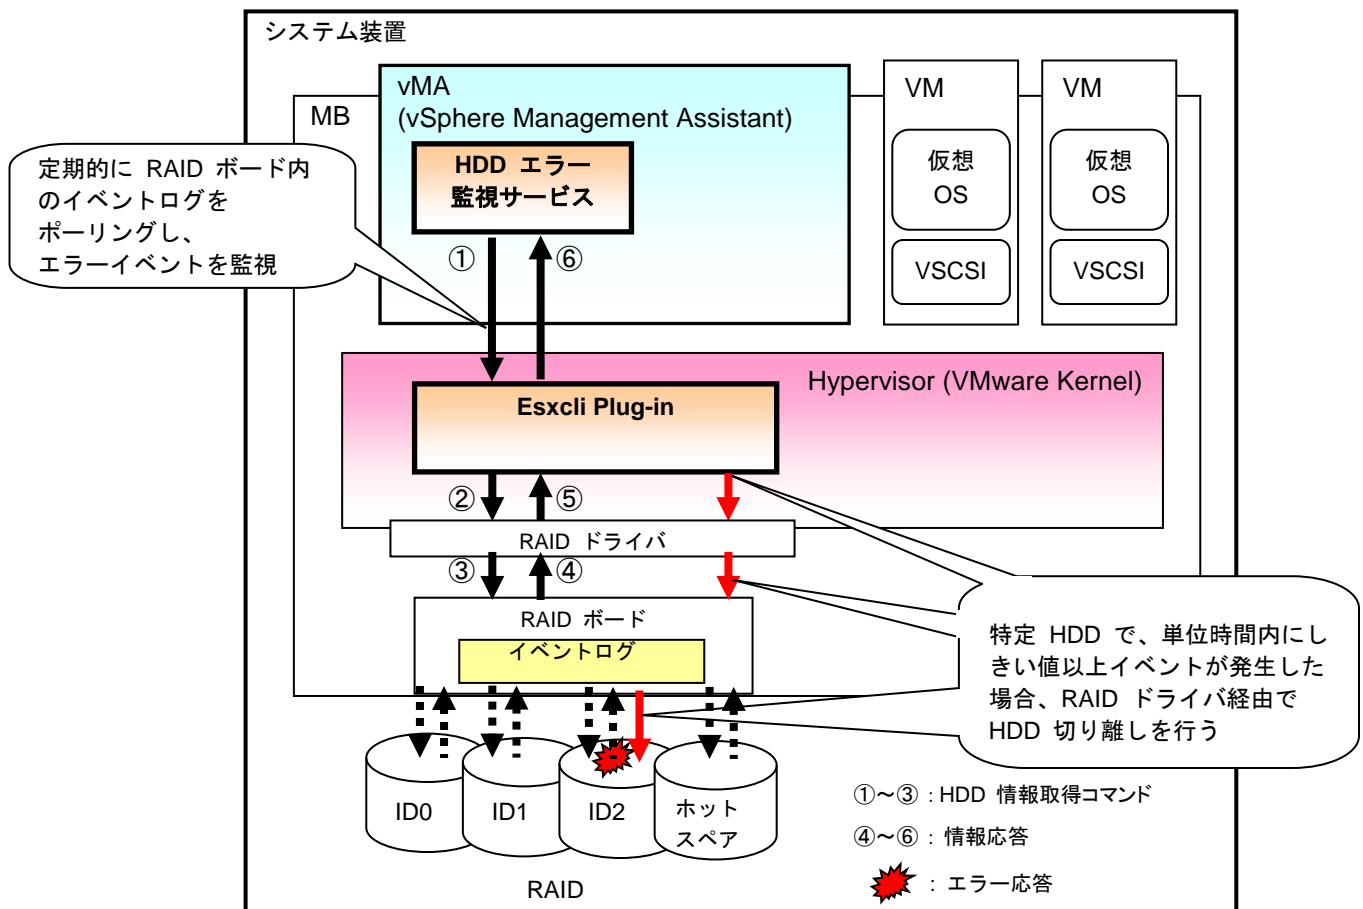 システム装置
vMA
(vSphere Management Assistant)
VM
VM
MB
HDD エラー
監視サービス
仮想
OS
仮想
OS
VSCSI
VSCSI
定期的に RAID ボード内
のイベントログを
ポーリングし、
エラーイベントを監視
①
⑥
Hypervisor (VMware Kernel)
Esxcli Plug-in
②
⑤
RAID ドライバ
③
④
RAID ボード
イベントログ
特定 HDD で、単位時間内にし
きい値以上イベントが発生した
場合、RAID ドライバ経由で
HDD 切り離しを行う
ID0
ID1
ID2
ホット
スペア
RAID
①～③ : HDD 情報取得コマンド
④～⑥ : 情報応答
: エラー応答